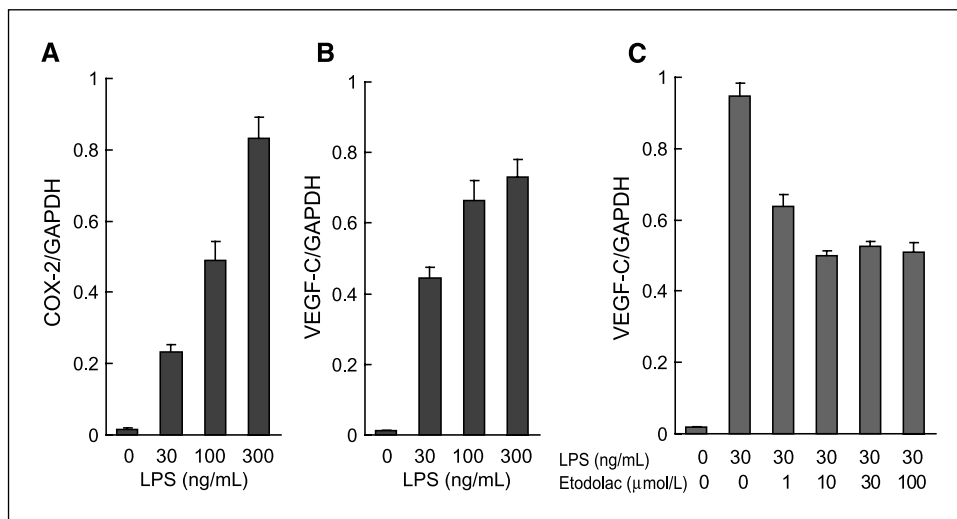 A
1
0.8
0.6
0.4
0.2
0
COX-2/GAPDH
0 30 100 300
LPS (ng/mL)
B
1
0.8
0.6
0.4
0.2
0
VEGF-C/GAPDH
0 30 100 300
LPS (ng/mL)
C
1
0.8
0.6
0.4
0.2
0
VEGF-C/GAPDH
LPS (ng/mL) 0 30 30 30 30 30
Etodolac (μmol/L) 0 0 1 10 30 100